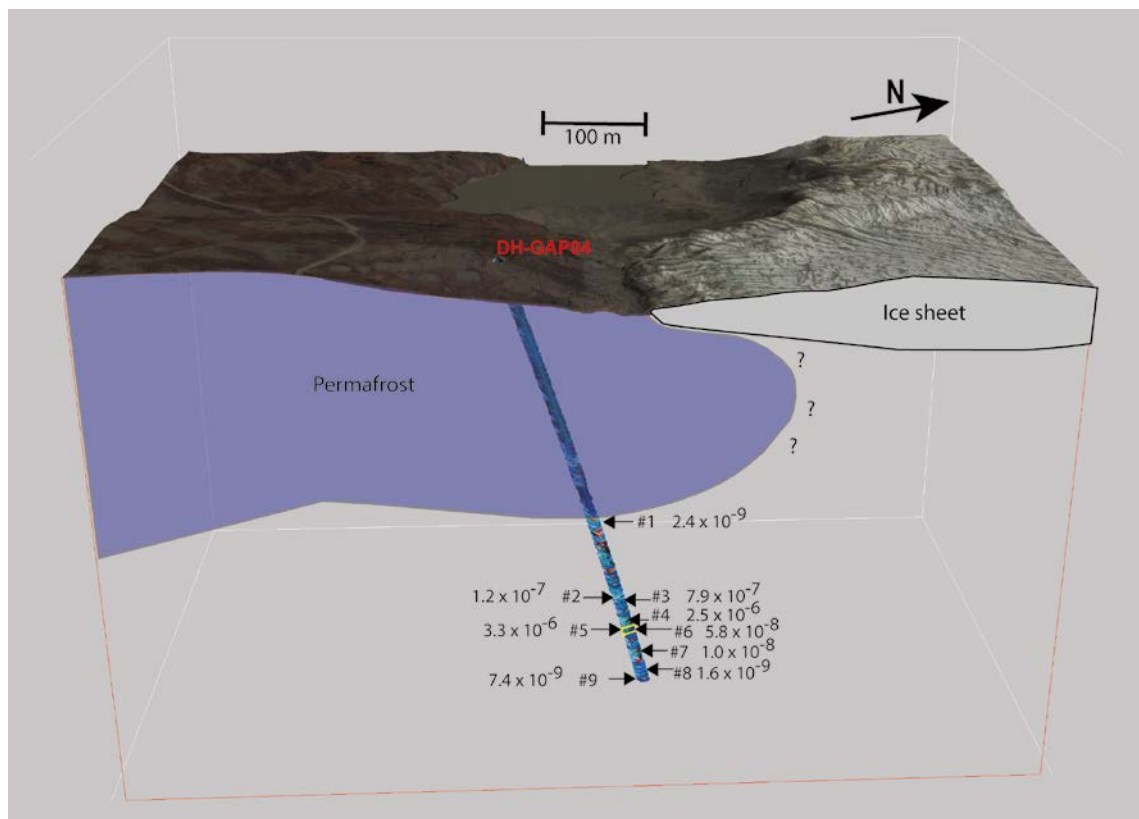 N
100 m
DH-GAP04
Ice sheet
?
Permafrost
?
?
#1 2.4 x 10⁻⁹
1.2 x 10⁻⁷ #2 #3 7.9 x 10⁻⁷
#4 2.5 x 10⁻⁶
3.3 x 10⁻⁶ #5 #6 5.8 x 10⁻⁸
#7 1.0 x 10⁻⁸
7.4 x 10⁻⁹ #9 #8 1.6 x 10⁻⁹